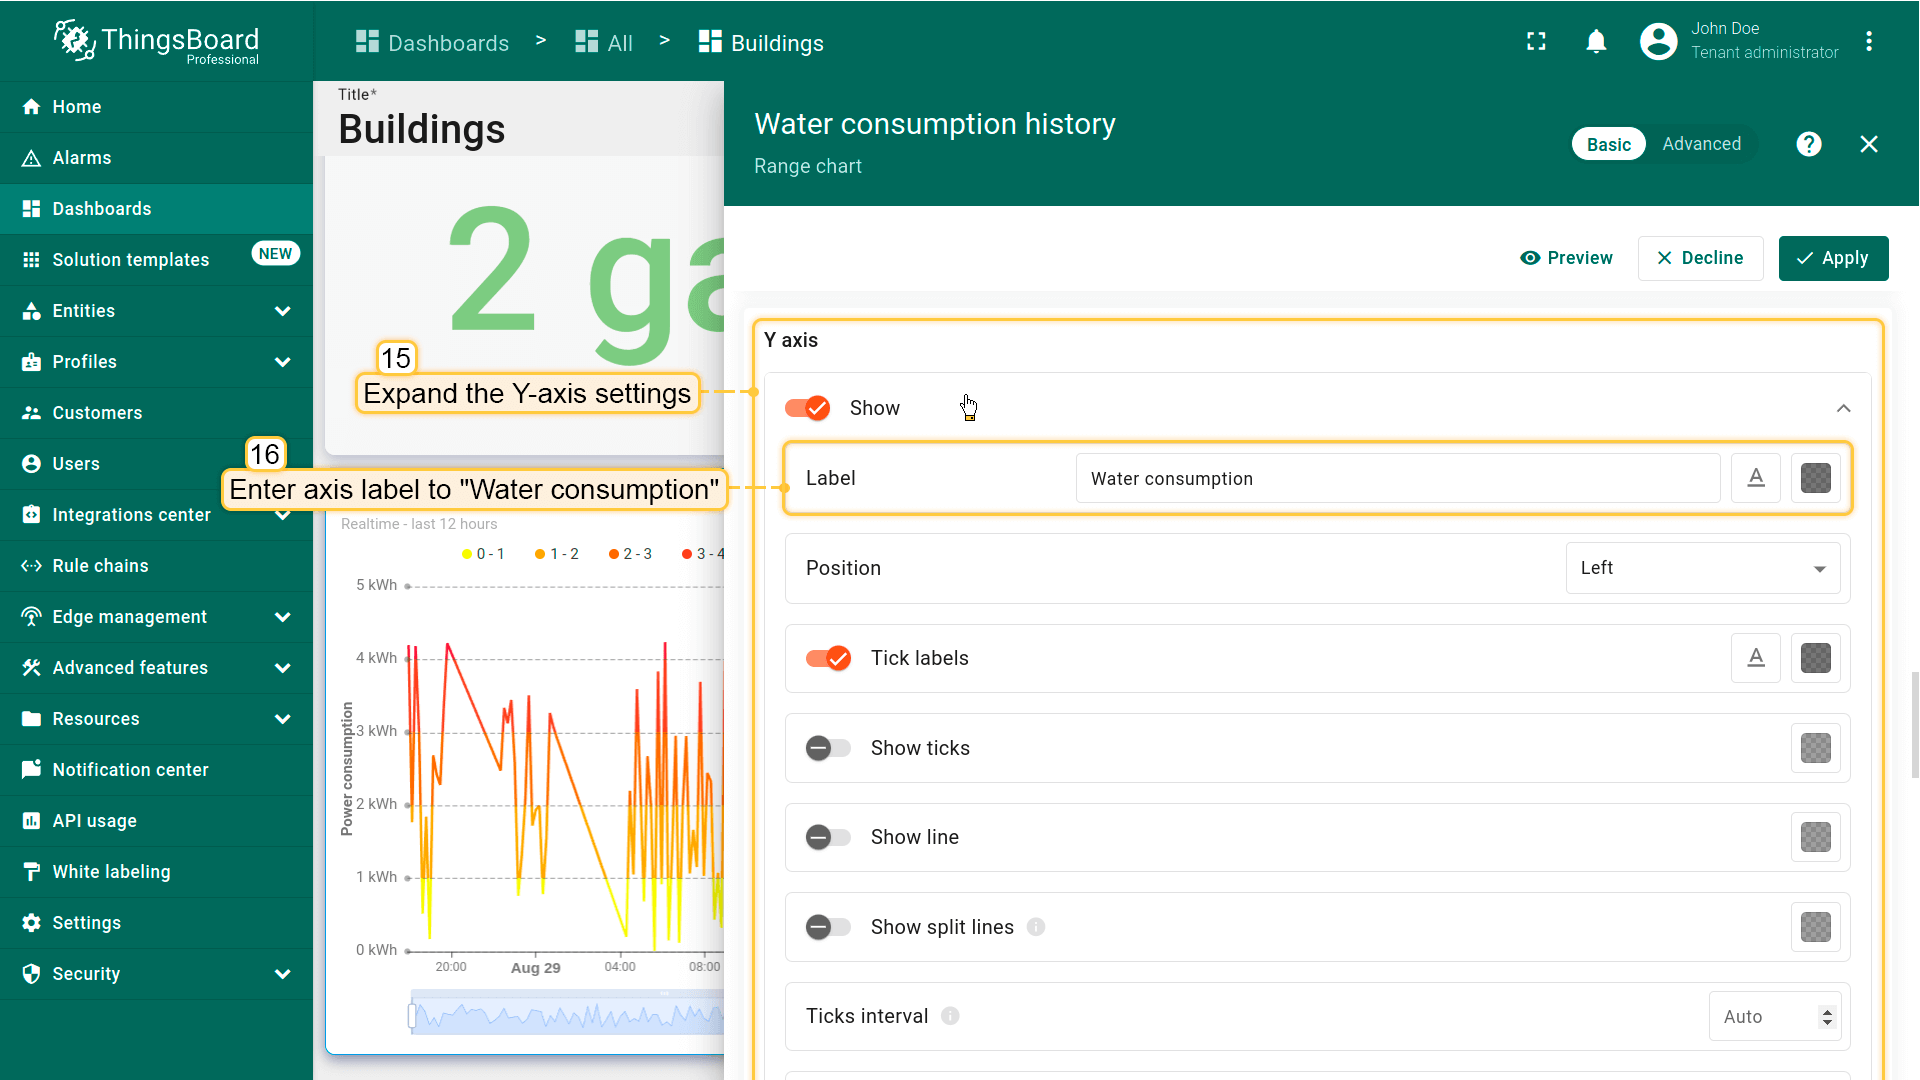 ThingsBoard
Professional
Dashboards > All > Buildings
John Doe
Tenant administrator
Home
Alarms
Dashboards
Solution templates NEW
Entities
Profiles
Customers
Users
Integrations center
Rule chains
Edge management
Advanced features
Resources
Notification center
API usage
White labeling
Settings
Security
Title*
Buildings
2 ga
15
Expand the Y-axis settings
16
Enter axis label to "Water consumption"
Realtime - last 12 hours
0 - 1 1 - 2 2 - 3 3 - 4
Power consumption
5 kWh
4 kWh
3 kWh
2 kWh
1 kWh
0 kWh
20:00 Aug 29 04:00 08:00
Water consumption history
Range chart
Basic Advanced
Preview Decline Apply
Y axis
Show
Label Water consumption
Position Left
Tick labels
Show ticks
Show line
Show split lines
Ticks interval Auto